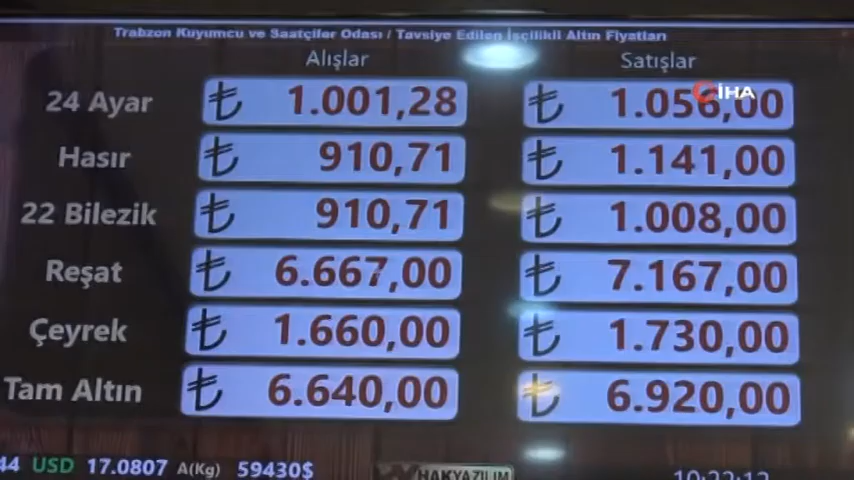 Trabzon Kuyumcu ve Saatçiler Odası / Tavsiye Edilen İşçilikli Altın Fiyatları
Alışlar Satışlar
İHA
24 Ayar ₺ 1.001,28 ₺ 1.056,00
Hasır ₺ 910,71 ₺ 1.141,00
22 Bilezik ₺ 910,71 ₺ 1.008,00
Reşat ₺ 6.667,00 ₺ 7.167,00
Çeyrek ₺ 1.660,00 ₺ 1.730,00
Tam Altın ₺ 6.640,00 ₺ 6.920,00
44 USD 17.0807 A(Kg) 59430$ HAKYAZILIM